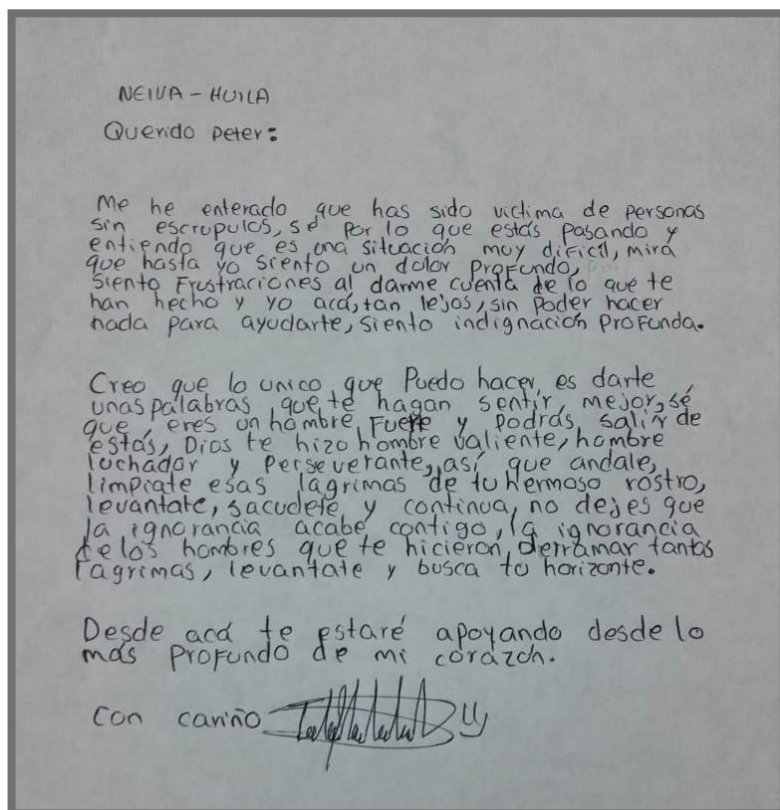 NEIVA - HUILA
Querido Peter:
Me he enterado que has sido victima de personas
sin escrupulos, sé por lo que estás pasando y
entiendo que es una situación muy dificil, mira
que hasta yo siento un dolor profundo,
siento frustraciones al darme cuenta de lo que te
han hecho y yo acá, tan lejos, sin poder hacer
nada para ayudarte, siento indignación profunda.
Creo que lo unico que puedo hacer es darte
unas palabras que te hagan sentir mejor, sé
que eres un hombre fuerte y podrás salir de
estás, Dios te hizo hombre valiente, hombre
luchador y perseverante, así que andale,
limpiate esas lagrimas de tu hermoso rostro,
levantate, sacudete y continua, no dejes que
la ignorancia acabe contigo, la ignorancia
de los hombres que te hicieron derramar tantas
lagrimas, levantate y busca tu horizonte.
Desde acá te estaré apoyando desde lo
más profundo de mi corazón.
Con cariño